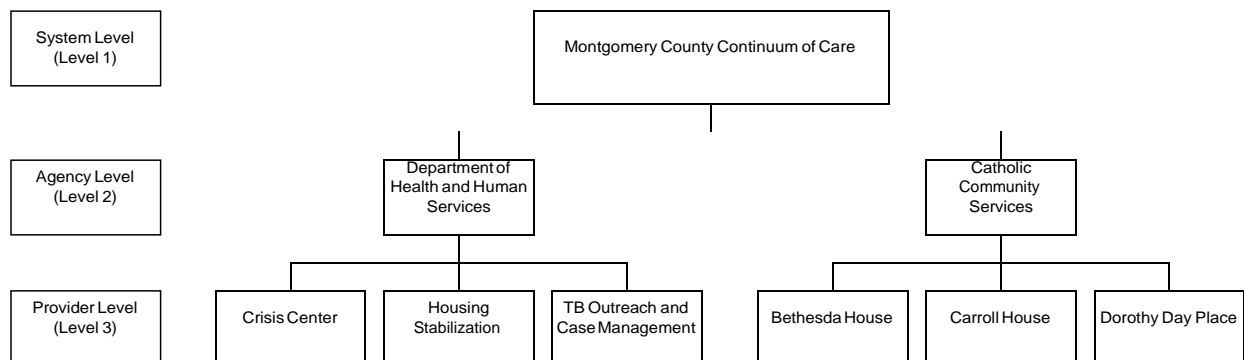 System Level
(Level 1)
Montgomery County Continuum of Care
Agency Level
(Level 2)
Department of
Health and Human
Services
Catholic
Community
Services
Provider Level
(Level 3)
Crisis Center
Housing
Stabilization
TB Outreach and
Case Management
Bethesda House
Carroll House
Dorothy Day Place